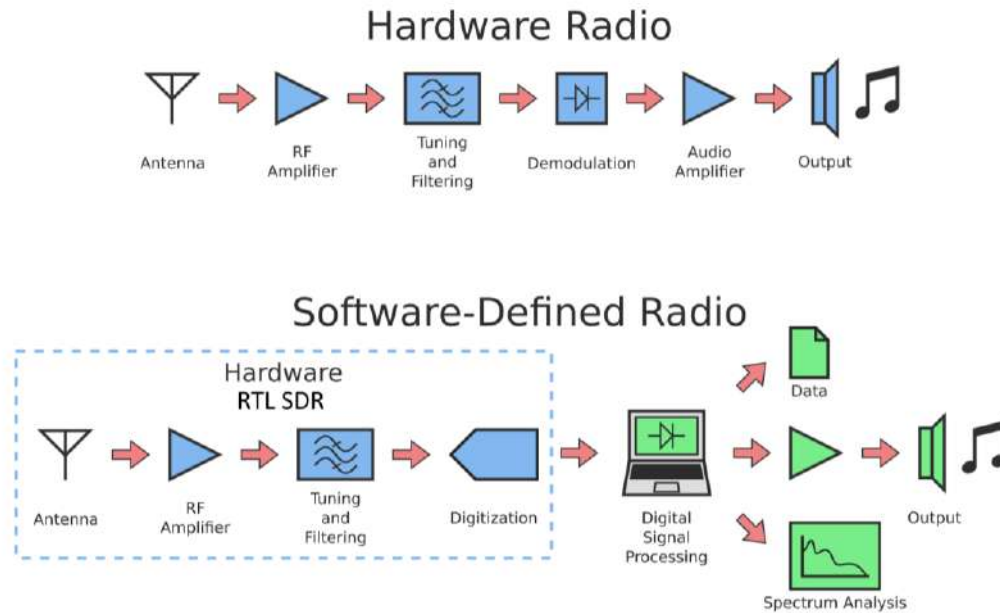 Hardware Radio
Antenna
RF
Amplifier
Tuning
and
Filtering
Demodulation
Audio
Amplifier
Output
Software-Defined Radio
Hardware
RTL SDR
Antenna
RF
Amplifier
Tuning
and
Filtering
Digitization
Digital
Signal
Processing
Data
Output
Spectrum Analysis